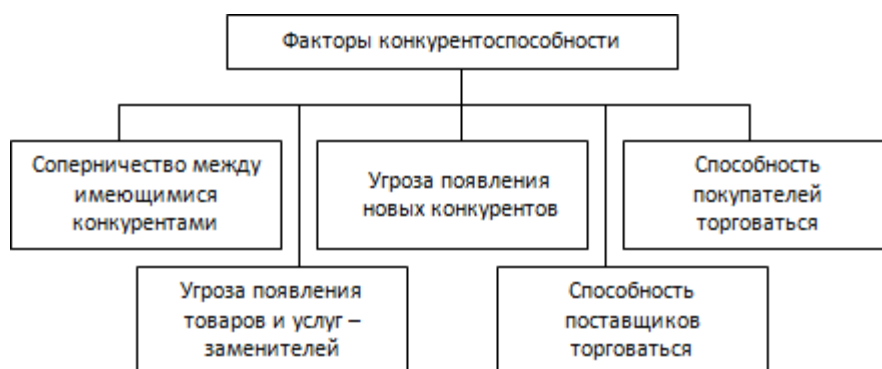 Факторы конкурентоспособности
Соперничество между
имеющимися
конкурентами
Угроза появления
новых конкурентов
Способность
покупателей
торговаться
Угроза появления
товаров и услуг –
заменителей
Способность
поставщиков
торговаться